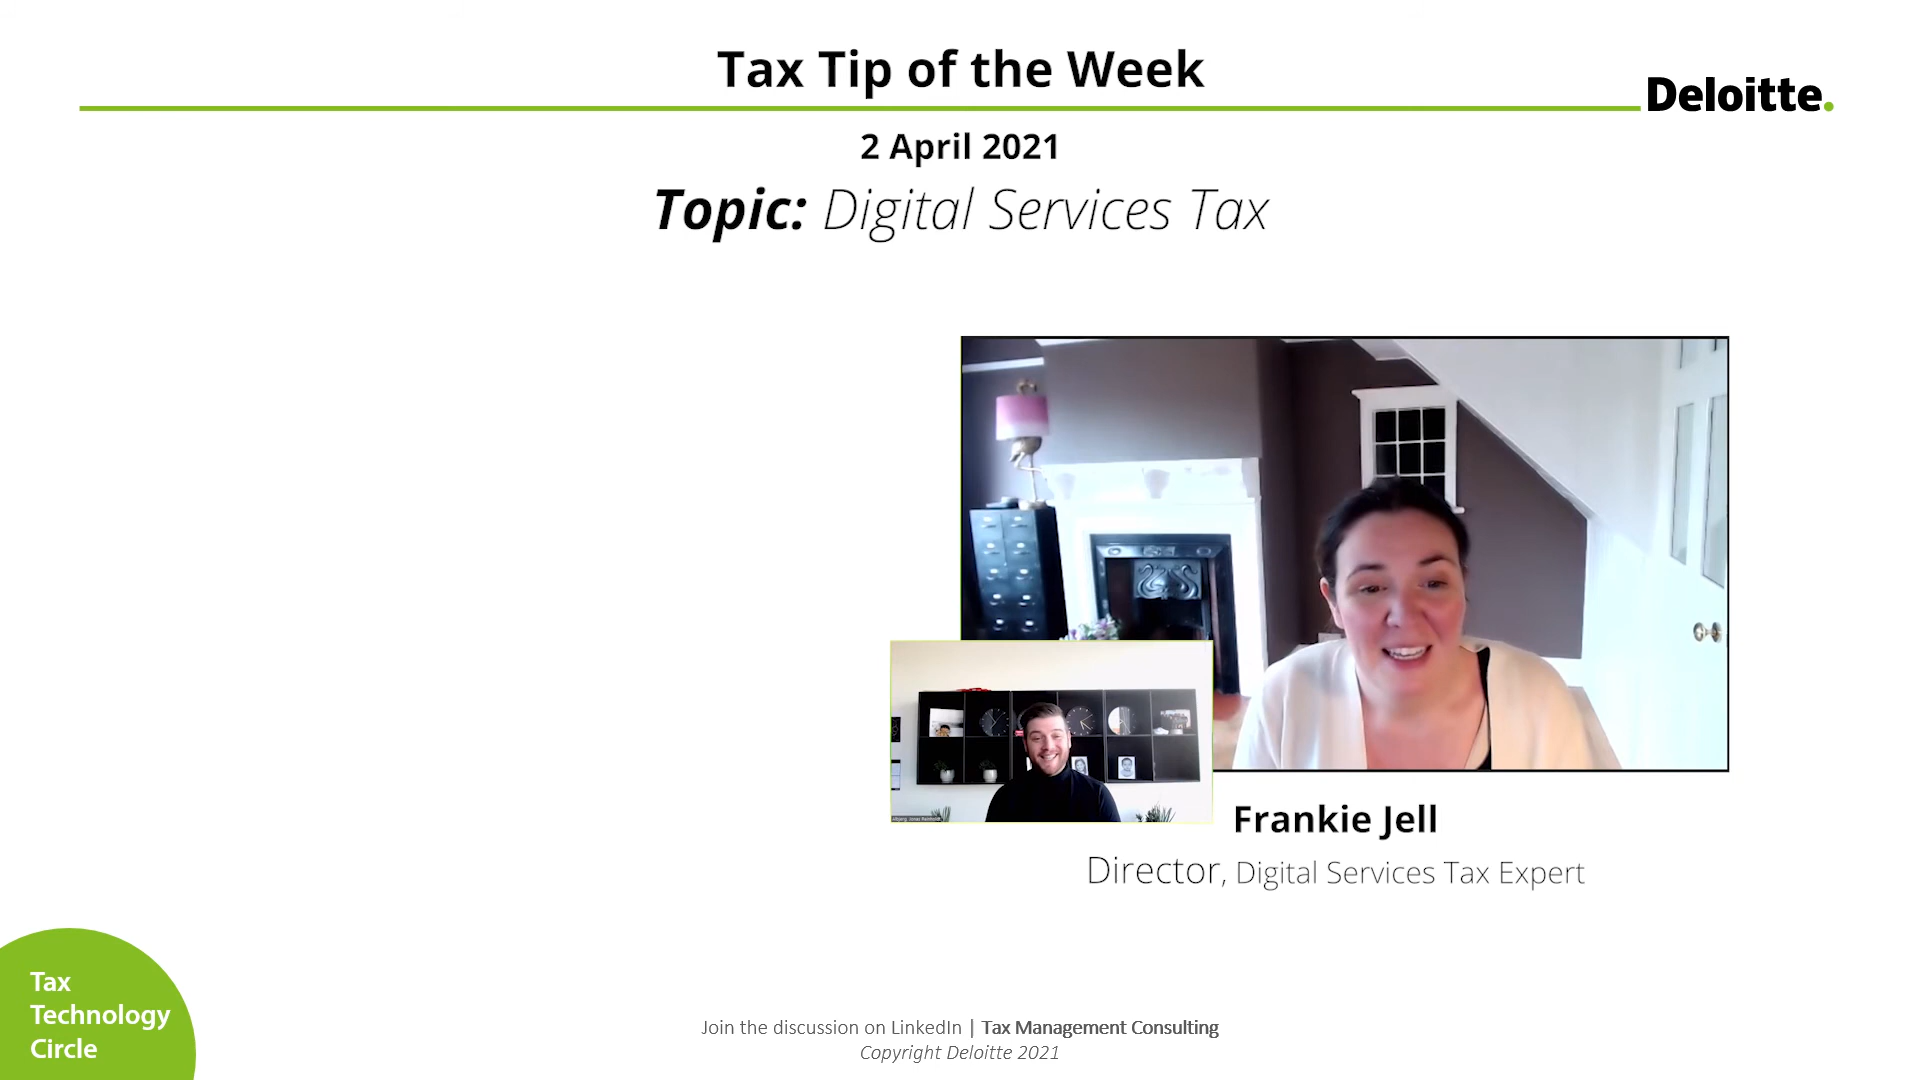 Tax Tip of the Week
Deloitte.
2 April 2021
Topic: Digital Services Tax
Frankie Jell
Director, Digital Services Tax Expert
Tax
Technology
Circle
Join the discussion on LinkedIn | Tax Management Consulting
Copyright Deloitte 2021